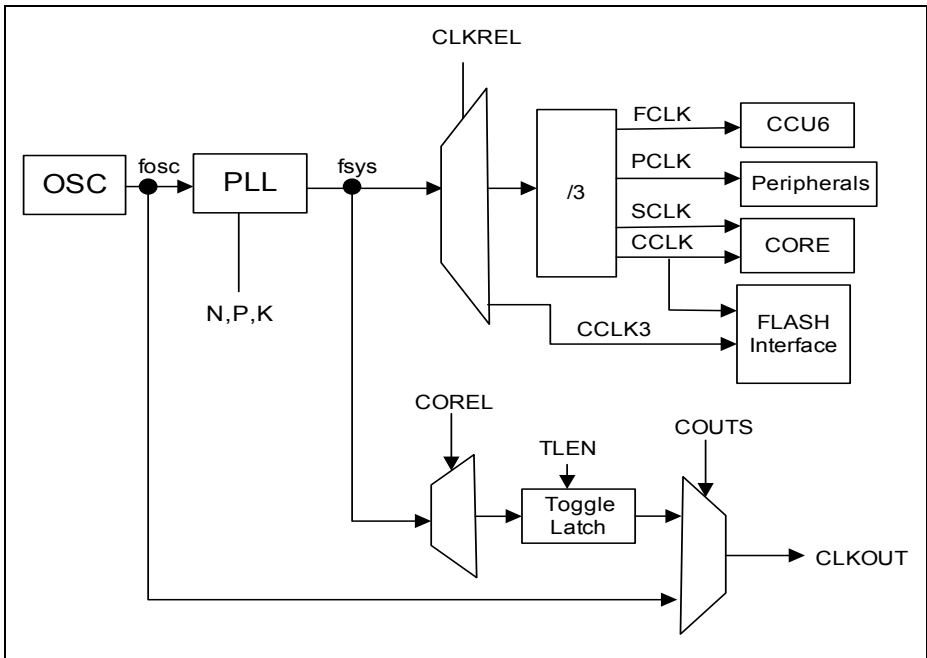 CLKREL
FCLK
CCU6
fosc
fsys
PCLK
OSC
PLL
/3
Peripherals
SCLK
CORE
CCLK
N,P,K
CCLK3
FLASH
Interface
COREL
COUTS
TLEN
Toggle
Latch
CLKOUT